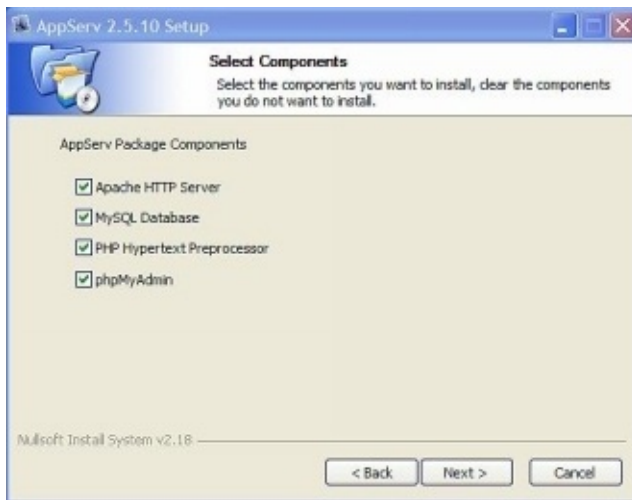 AppServ 2.5.10 Setup
Select Components
Select the components you want to install, clear the components
you do not want to install.
AppServ Package Components
Apache HTTP Server
MySQL Database
PHP Hypertext Preprocessor
phpMyAdmin
Nullsoft Install System v2.18
< Back Next > Cancel